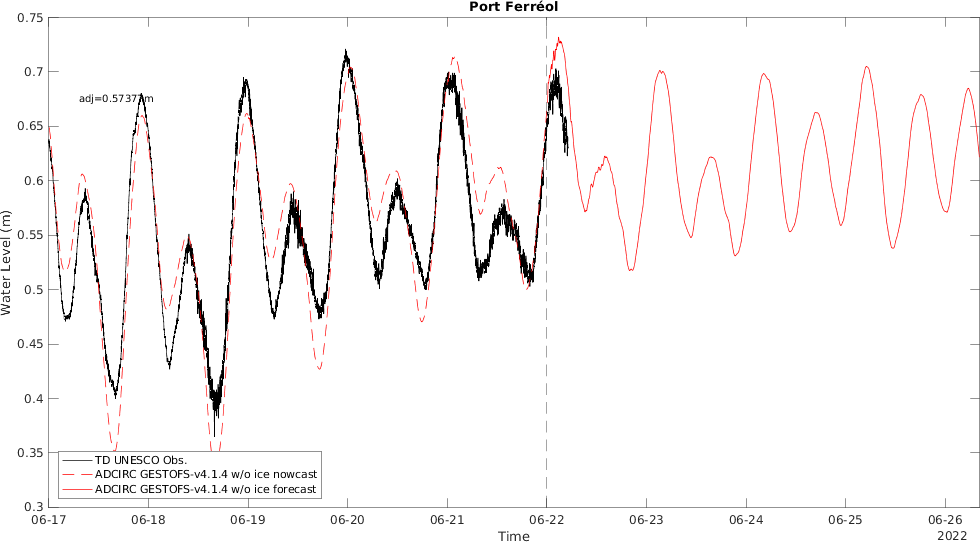 Port Ferréol
0.75
0.7
0.65
0.6
0.55
0.5
0.45
0.4
0.35
0.3
Water Level (m)
adj=0.57377m
TD UNESCO Obs.
ADCIRC GESTOFS-v4.1.4 w/o ice nowcast
ADCIRC GESTOFS-v4.1.4 w/o ice forecast
06-17 06-18 06-19 06-20 06-21 06-22 06-23 06-24 06-25 06-26
Time
2022